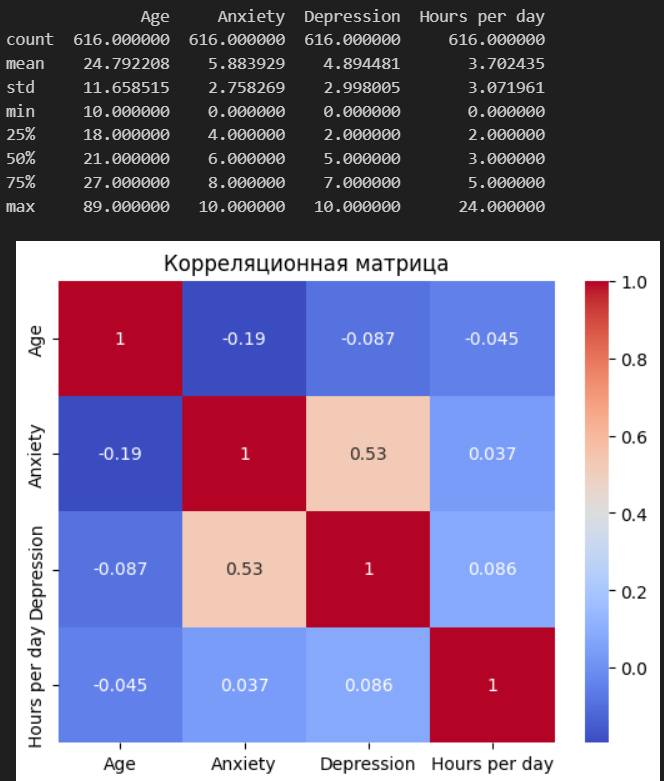 Age Anxiety Depression Hours per day
count 616.000000 616.000000 616.000000 616.000000
mean 24.792208 5.883929 4.894481 3.702435
std 11.658515 2.758269 2.998005 3.071961
min 10.000000 0.000000 0.000000 0.000000
25% 18.000000 4.000000 2.000000 2.000000
50% 21.000000 6.000000 5.000000 3.000000
75% 27.000000 8.000000 7.000000 5.000000
max 89.000000 10.000000 10.000000 24.000000
Корреляционная матрица
Age 1 -0.19 -0.087 -0.045
Anxiety -0.19 1 0.53 0.037
Depression -0.087 0.53 1 0.086
Hours per day -0.045 0.037 0.086 1
Age Anxiety Depression Hours per day
1.0
0.8
0.6
0.4
0.2
0.0